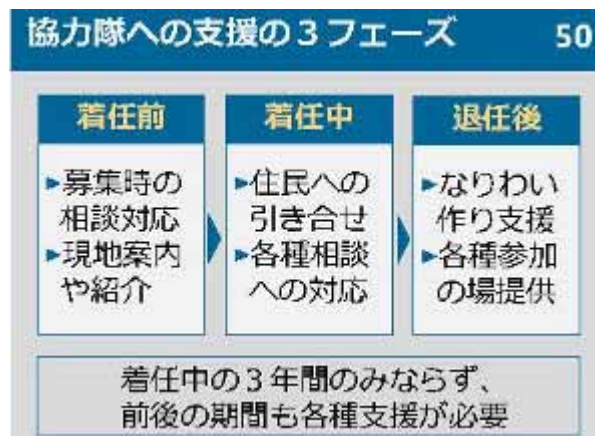 協力隊への支援の3フェーズ 50
着任前
▶募集時の
相談対応
▶現地案内
や紹介
着任中
▶住民への
引き合せ
▶各種相談
への対応
退任後
▶なりわい
作り支援
▶各種参加
の場提供
着任中の3年間のみならず、
前後の期間も各種支援が必要